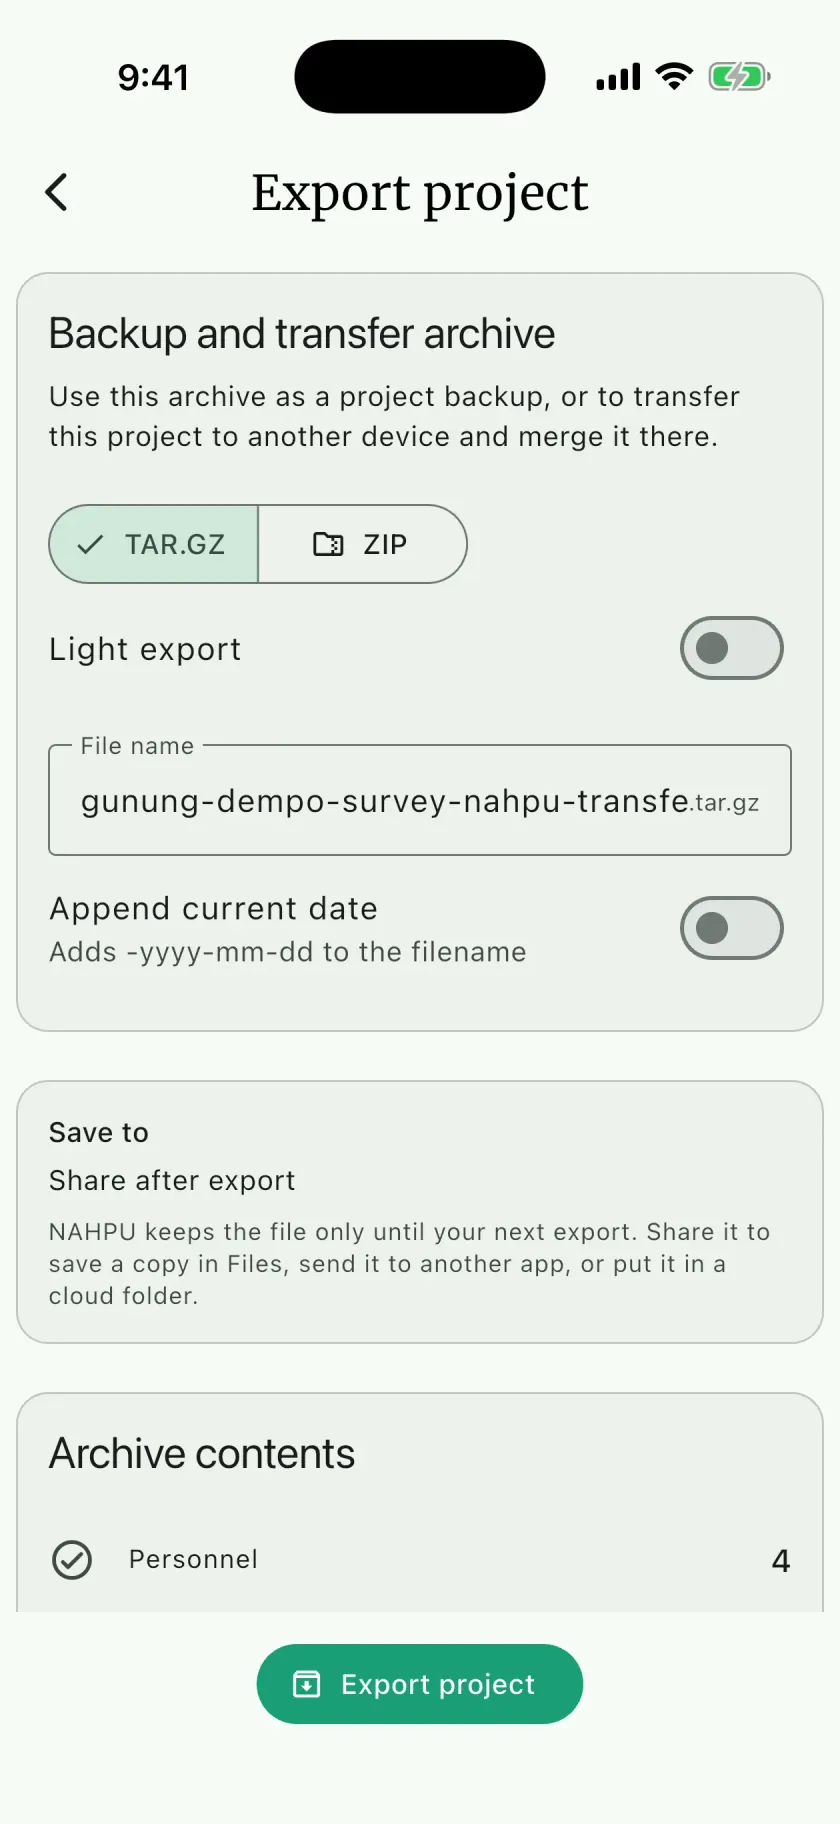 9:41
Export project
Backup and transfer archive
Use this archive as a project backup, or to transfer
this project to another device and merge it there.
TAR.GZ
ZIP
Light export
File name
gunung-dempo-survey-nahpu-transfe.tar.gz
Append current date
Adds -yyyy-mm-dd to the filename
Save to
Share after export
NAHPU keeps the file only until your next export. Share it to
save a copy in Files, send it to another app, or put it in a
cloud folder.
Archive contents
Personnel 4
Export project